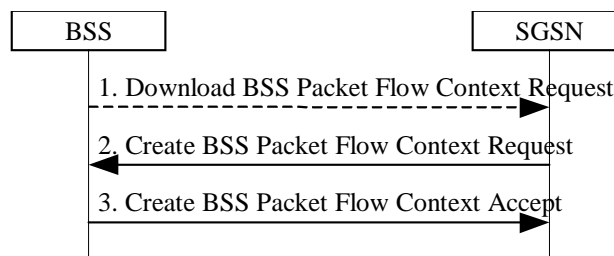 BSS
SGSN
1. Download BSS Packet Flow Context Request
2. Create BSS Packet Flow Context Request
3. Create BSS Packet Flow Context Accept